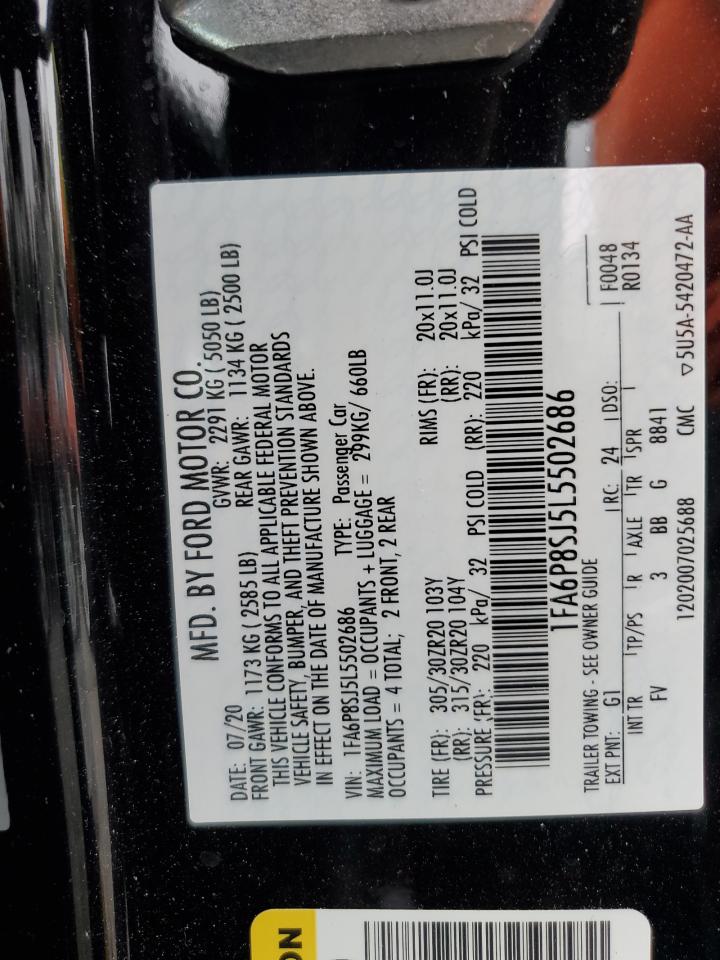 MFD. BY FORD MOTOR CO.
DATE: 07/20 GVWR: 2291 KG ( 5050 LB)
FRONT GAWR: 1173 KG ( 2585 LB) REAR GAWR: 1134 KG ( 2500 LB)
THIS VEHICLE CONFORMS TO ALL APPLICABLE FEDERAL MOTOR
VEHICLE SAFETY, BUMPER, AND THEFT PREVENTION STANDARDS
IN EFFECT ON THE DATE OF MANUFACTURE SHOWN ABOVE.
VIN: 1FA6P8SJ5L5502686 TYPE: Passenger Car
MAXIMUM LOAD = OCCUPANTS + LUGGAGE = 299KG/ 660LB
OCCUPANTS = 4 TOTAL; 2 FRONT, 2 REAR
TIRE (FR): 305/30ZR20 103Y RIMS (FR): 20x11.0J
(RR): 315/30ZR20 104Y (RR): 20x11.0J
PRESSURE (FR): 220 kPa/ 32 PSI COLD (RR): 220 kPa/ 32 PSI COLD
1FA6P8SJ5L5502686
TRAILER TOWING - SEE OWNER GUIDE
EXT PNT: G1 RC: 24 DSO: F0048
INT TR TP/PS R AXLE TR SPR R0134
FV 3 BB G 8841
1202007025688 CMC ▽5U5A-5420472-AA
ON